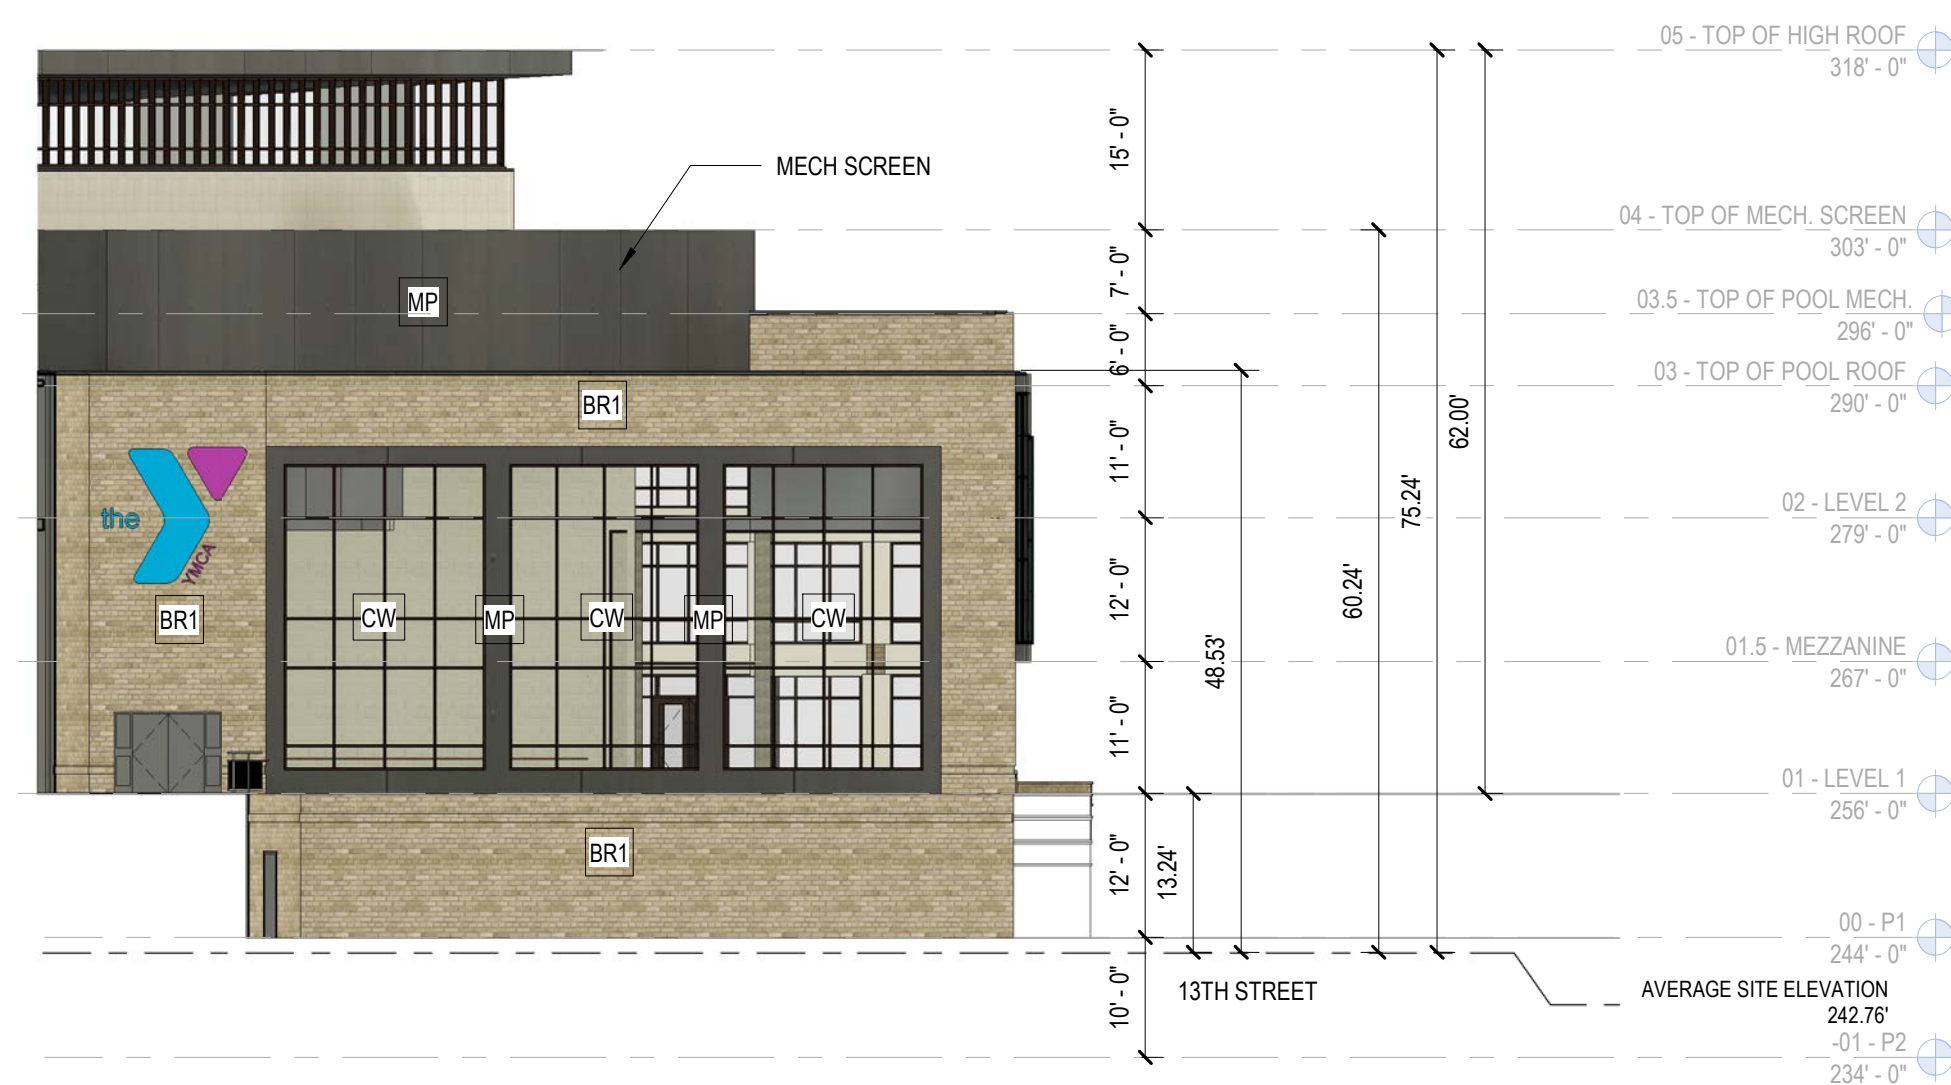 05 - TOP OF HIGH ROOF
318' - 0"
15' - 0"
MECH SCREEN
04 - TOP OF MECH. SCREEN
303' - 0"
7' - 0"
MP
03.5 - TOP OF POOL MECH.
296' - 0"
6' - 0"
03 - TOP OF POOL ROOF
290' - 0"
BR1
62.00'
11' - 0"
75.24'
the
YMCA
02 - LEVEL 2
279' - 0"
12' - 0"
60.24'
BR1
CW
MP
CW
MP
CW
48.53'
01.5 - MEZZANINE
267' - 0"
11' - 0"
01 - LEVEL 1
256' - 0"
BR1
12' - 0"
13.24'
00 - P1
244' - 0"
10' - 0"
13TH STREET
AVERAGE SITE ELEVATION
242.76'
-01 - P2
234' - 0"